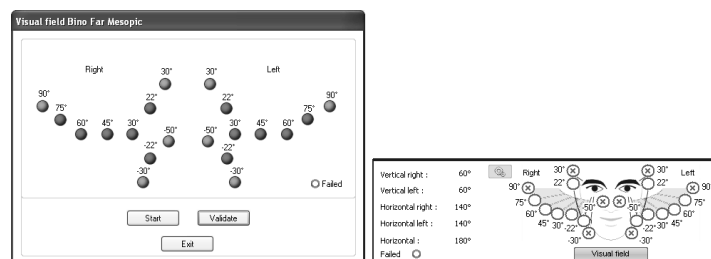 Visual field Bino Far Mesopic
Right
Left
30°
30°
90°
75°
22°
22°
75°
90°
60°
45°
30°
-50°
-50°
30°
45°
60°
-22°
-22°
-30°
-30°
Failed
Start
Validate
Exit
Vertical right : 60°
Vertical left : 60°
Horizontal right : 140°
Horizontal left : 140°
Horizontal : 180°
Failed
Right
30°
30°
Left
90°
22°
22°
90
75°
75°
60°
-50°
-50°
60°
45°
30°
-22°
-22°
30°
45°
-30°
-30°
Visual field